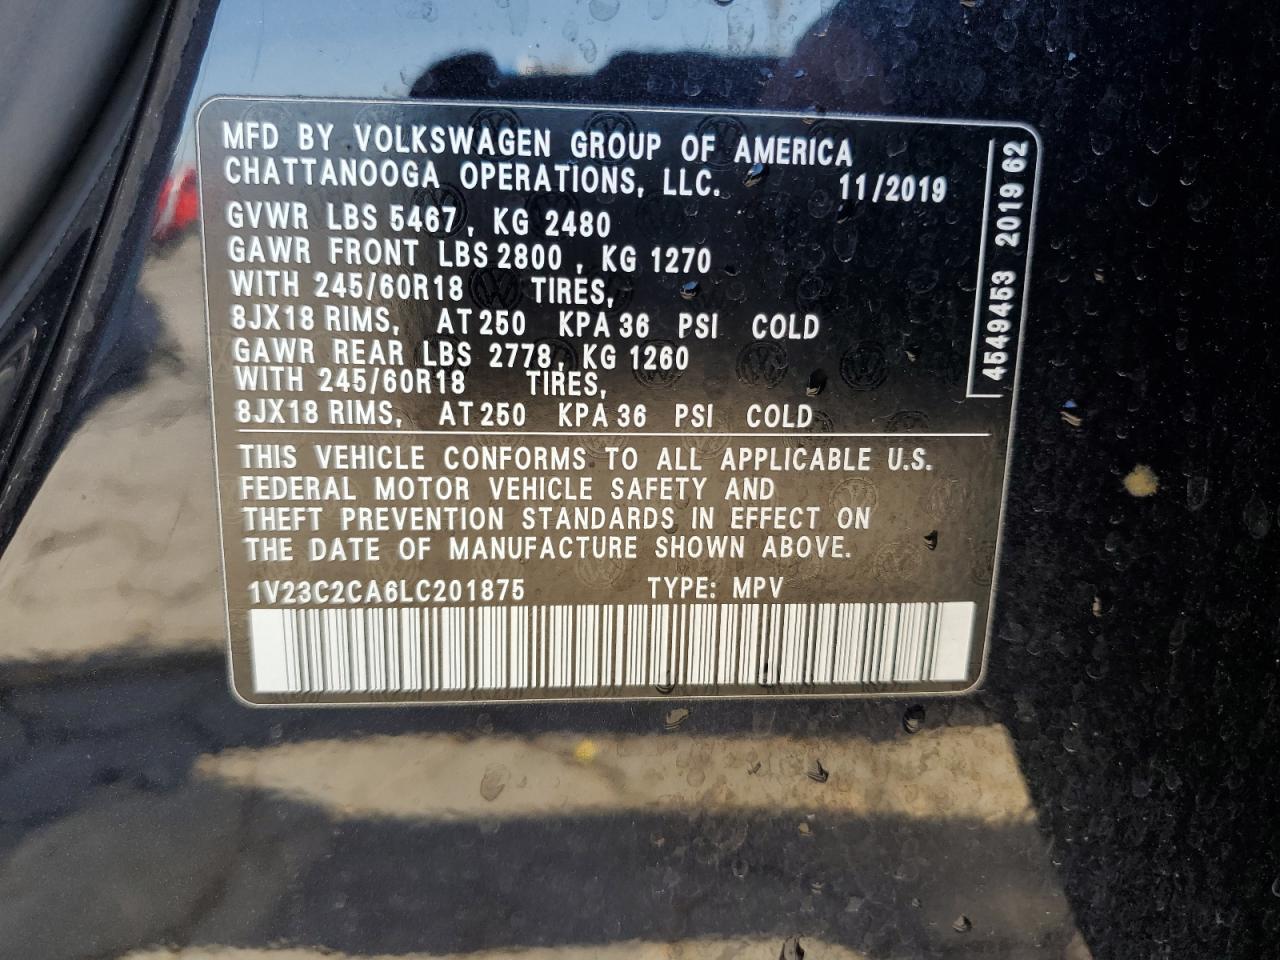 MFD BY VOLKSWAGEN GROUP OF AMERICA
CHATTANOOGA OPERATIONS, LLC. 11/2019
GVWR LBS 5467 , KG 2480
GAWR FRONT LBS 2800 , KG 1270
WITH 245/60R18 TIRES,
8JX18 RIMS, AT 250 KPA 36 PSI COLD
GAWR REAR LBS 2778, KG 1260
WITH 245/60R18 TIRES,
8JX18 RIMS, AT 250 KPA 36 PSI COLD
THIS VEHICLE CONFORMS TO ALL APPLICABLE U.S.
FEDERAL MOTOR VEHICLE SAFETY AND
THEFT PREVENTION STANDARDS IN EFFECT ON
THE DATE OF MANUFACTURE SHOWN ABOVE.
1V23C2CA6LC201875 TYPE: MPV
4549453 2019 62